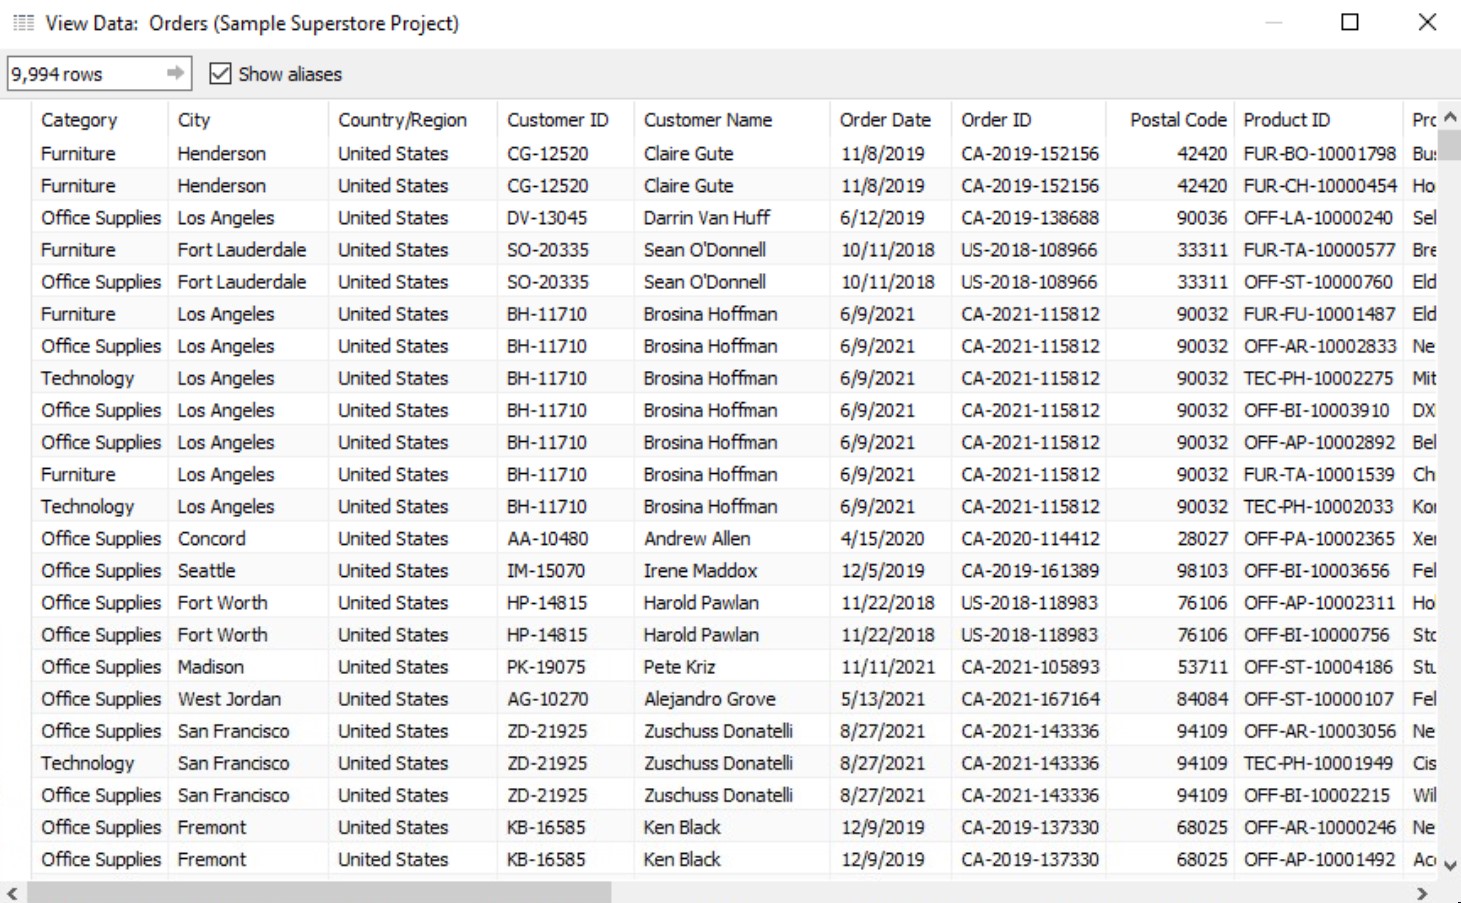 View Data: Orders (Sample Superstore Project)
9,994 rows Show aliases
Category City Country/Region Customer ID Customer Name Order Date Order ID Postal Code Product ID
Furniture Henderson United States CG-12520 Claire Gute 11/8/2019 CA-2019-152156 42420 FUR-BO-10001798
Furniture Henderson United States CG-12520 Claire Gute 11/8/2019 CA-2019-152156 42420 FUR-CH-10000454
Office Supplies Los Angeles United States DV-13045 Darrin Van Huff 6/12/2019 CA-2019-138688 90036 OFF-LA-10000240 Sel
Furniture Fort Lauderdale United States SO-20335 Sean O'Donnell 10/11/2018 US-2018-108966 33311 FUR-TA-10000577 Bre
Office Supplies Fort Lauderdale United States SO-20335 Sean O'Donnell 10/11/2018 US-2018-108966 33311 OFF-ST-10000760 Eld
Furniture Los Angeles United States BH-11710 Brosina Hoffman 6/9/2021 CA-2021-115812 90032 FUR-FU-10001487 Eld
Office Supplies Los Angeles United States BH-11710 Brosina Hoffman 6/9/2021 CA-2021-115812 90032 OFF-AR-10002833 Ne
Technology Los Angeles United States BH-11710 Brosina Hoffman 6/9/2021 CA-2021-115812 90032 TEC-PH-10002275 Mit
Office Supplies Los Angeles United States BH-11710 Brosina Hoffman 6/9/2021 CA-2021-115812 90032 OFF-BI-10003910 DX
Office Supplies Los Angeles United States BH-11710 Brosina Hoffman 6/9/2021 CA-2021-115812 90032 OFF-AP-10002892 Bel
Furniture Los Angeles United States BH-11710 Brosina Hoffman 6/9/2021 CA-2021-115812 90032 FUR-TA-10001539 Ch
Technology Los Angeles United States BH-11710 Brosina Hoffman 6/9/2021 CA-2021-115812 90032 TEC-PH-10002033
Office Supplies Concord United States AA-10480 Andrew Allen 4/15/2020 CA-2020-114412 28027 OFF-PA-10002365
Office Supplies Seattle United States IM-15070 Irene Maddox 12/5/2019 CA-2019-161389 98103 OFF-BI-10003656 Fel
Office Supplies Fort Worth United States HP-14815 Harold Pawlan 11/22/2018 US-2018-118983 76106 OFF-AP-10002311
Office Supplies Fort Worth United States HP-14815 Harold Pawlan 11/22/2018 US-2018-118983 76106 OFF-BI-10000756
Office Supplies Madison United States PK-19075 Pete Kriz 11/11/2021 CA-2021-105893 53711 OFF-ST-10004186
Office Supplies West Jordan United States AG-10270 Alejandro Grove 5/13/2021 CA-2021-167164 84084 OFF-ST-10000107 Fel
Office Supplies San Francisco United States ZD-21925 Zuschuss Donatelli 8/27/2021 CA-2021-143336 94109 OFF-AR-10003056 Ne
Technology San Francisco United States ZD-21925 Zuschuss Donatelli 8/27/2021 CA-2021-143336 94109 TEC-PH-10001949 Cis
Office Supplies San Francisco United States ZD-21925 Zuschuss Donatelli 8/27/2021 CA-2021-143336 94109 OFF-BI-10002215 Wil
Office Supplies Fremont United States KB-16585 Ken Black 12/9/2019 CA-2019-137330 68025 OFF-AR-10000246 Ne
Office Supplies Fremont United States KB-16585 Ken Black 12/9/2019 CA-2019-137330 68025 OFF-AP-10001492